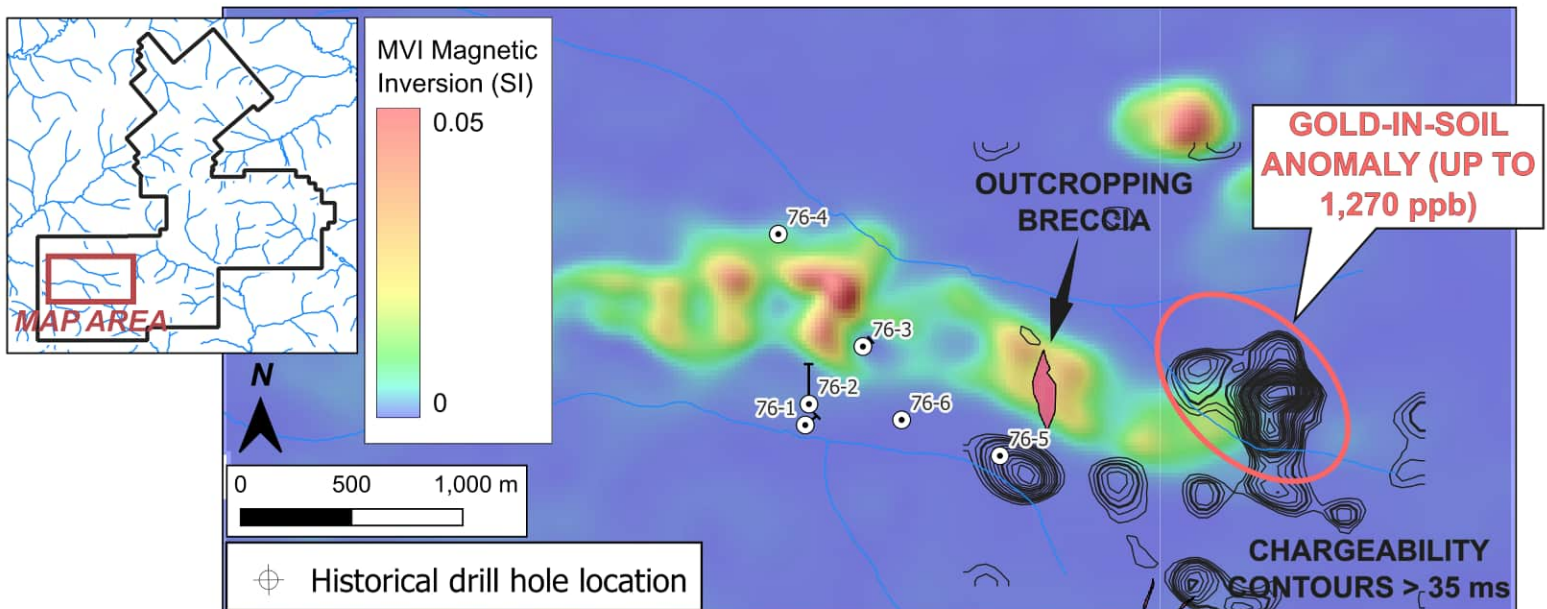 MVI Magnetic
Inversion (SI)
0.05
0
MAP AREA
N
0 500 1,000 m
Historical drill hole location
76-4
76-3
76-2
76-1
76-6
76-5
OUTCROPPING
BRECCIA
GOLD-IN-SOIL
ANOMALY (UP TO
1,270 ppb)
CHARGEABILITY
CONTOURS > 35 ms